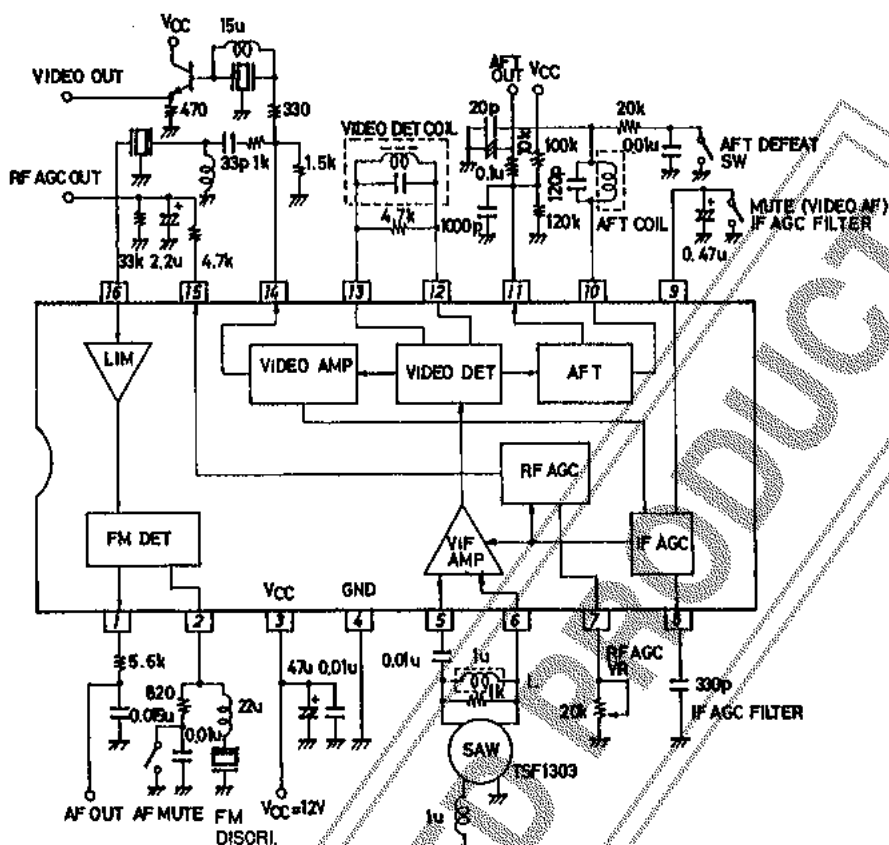 VCC
15u
VIDEO OUT
470
330
33p 1k
1.5k
RF AGC OUT
33k 2.2u
4.7k
VIDEO DET COIL
4.7k
AFT
OUT
VCC
20p
10k
0.1u
100k
1000p
120k
120p
20k
0.01u
AFT DEFEAT
SW
AFT COIL
MUTE (VIDEO, AF)
IF AGC FILTER
0.47u
16
15
14
13
12
11
10
9
LIM
VIDEO AMP
VIDEO DET
AFT
RF AGC
FM DET
VIF
AMP
IF AGC
VCC
GND
1
2
3
4
5
6
7
8
5.6k
0.015u
820
0.01u
22u
47u 0.01u
0.01u
1u
1k
L
RF AGC
VR
20k
330p
IF AGC FILTER
SAW
TSF1303
1u
AF OUT AF MUTE
FM
DISCRI.
VCC=12V
PRODUCT